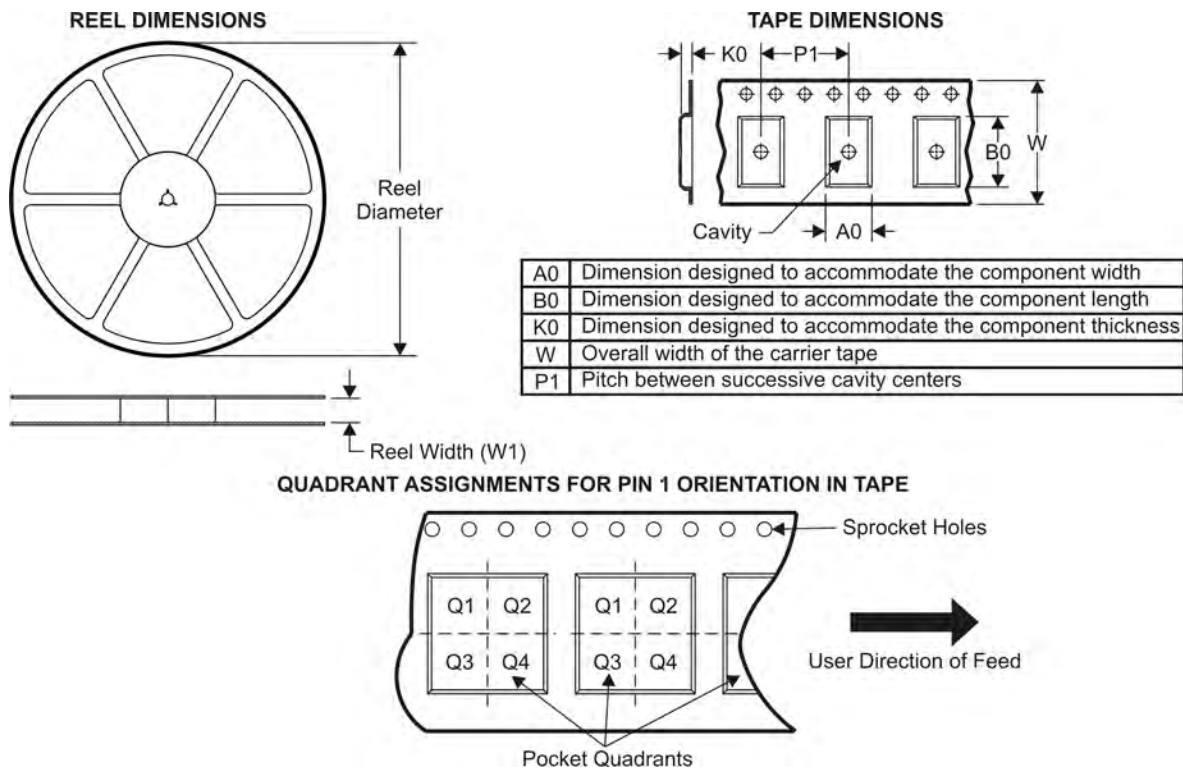 REEL DIMENSIONS
Reel
Diameter
Reel Width (W1)
TAPE DIMENSIONS
K0
P1
B0
W
Cavity
A0
A0 Dimension designed to accommodate the component width
B0 Dimension designed to accommodate the component length
K0 Dimension designed to accommodate the component thickness
W Overall width of the carrier tape
P1 Pitch between successive cavity centers
QUADRANT ASSIGNMENTS FOR PIN 1 ORIENTATION IN TAPE
Sprocket Holes
Q1 Q2 Q1 Q2
Q3 Q4 Q3 Q4
User Direction of Feed
Pocket Quadrants